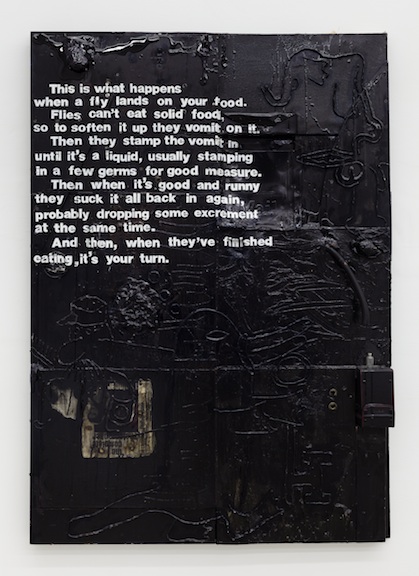 This is what happens
when a fly lands on your food.
Flies can't eat solid food,
so to soften it up they vomit on it.
Then they stamp the vomit in
until it's a liquid, usually stamping
in a few germs for good measure.
Then when it's good and runny
they suck it all back in again,
probably dropping some excrement
at the same time.
And then, when they've finished
eating, it's your turn.